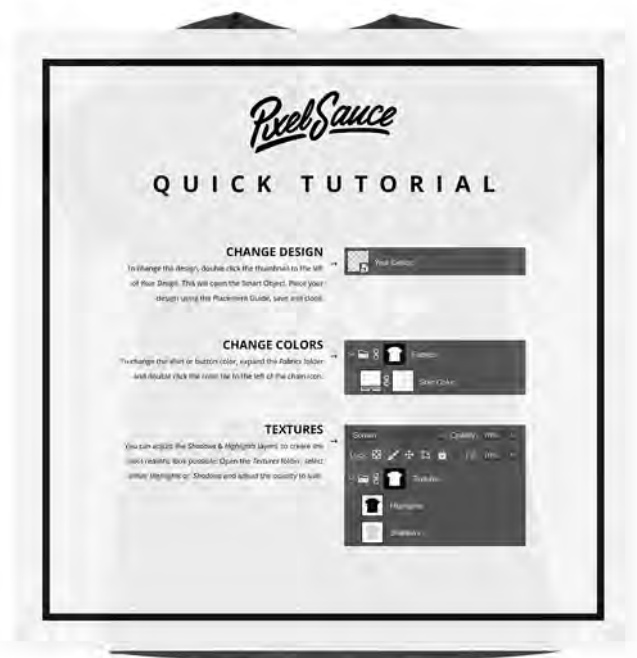 PixelSauce
QUICK TUTORIAL
CHANGE DESIGN
To change the design, double click the thumbnail to the left
of Your Design. This will open the Smart Object. Place your
design using the Placement Guide, save and close.
Your Design
CHANGE COLORS
To change the shirt or button color, expand the Fabrics folder
and double click the color tile to the left of the chain icon.
Fabrics
Shirt Color
TEXTURES
You can adjust the Shadows & Highlights layers, to create the
most realistic look possible. Open the Textures folder, select
either Highlights or Shadows and adjust the opacity to suit.
Screen
Opacity:
Lock:
Fill:
Textures
Highlights
Shadows